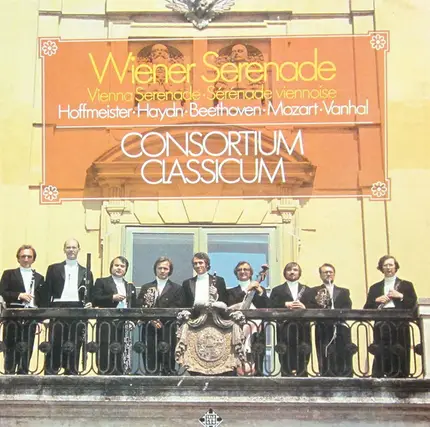 Wiener Serenade
Vienna Serenade · Sérénade viennoise
Hoffmeister · Haydn · Beethoven · Mozart · Vanhal
CONSORTIUM
CLASSICUM